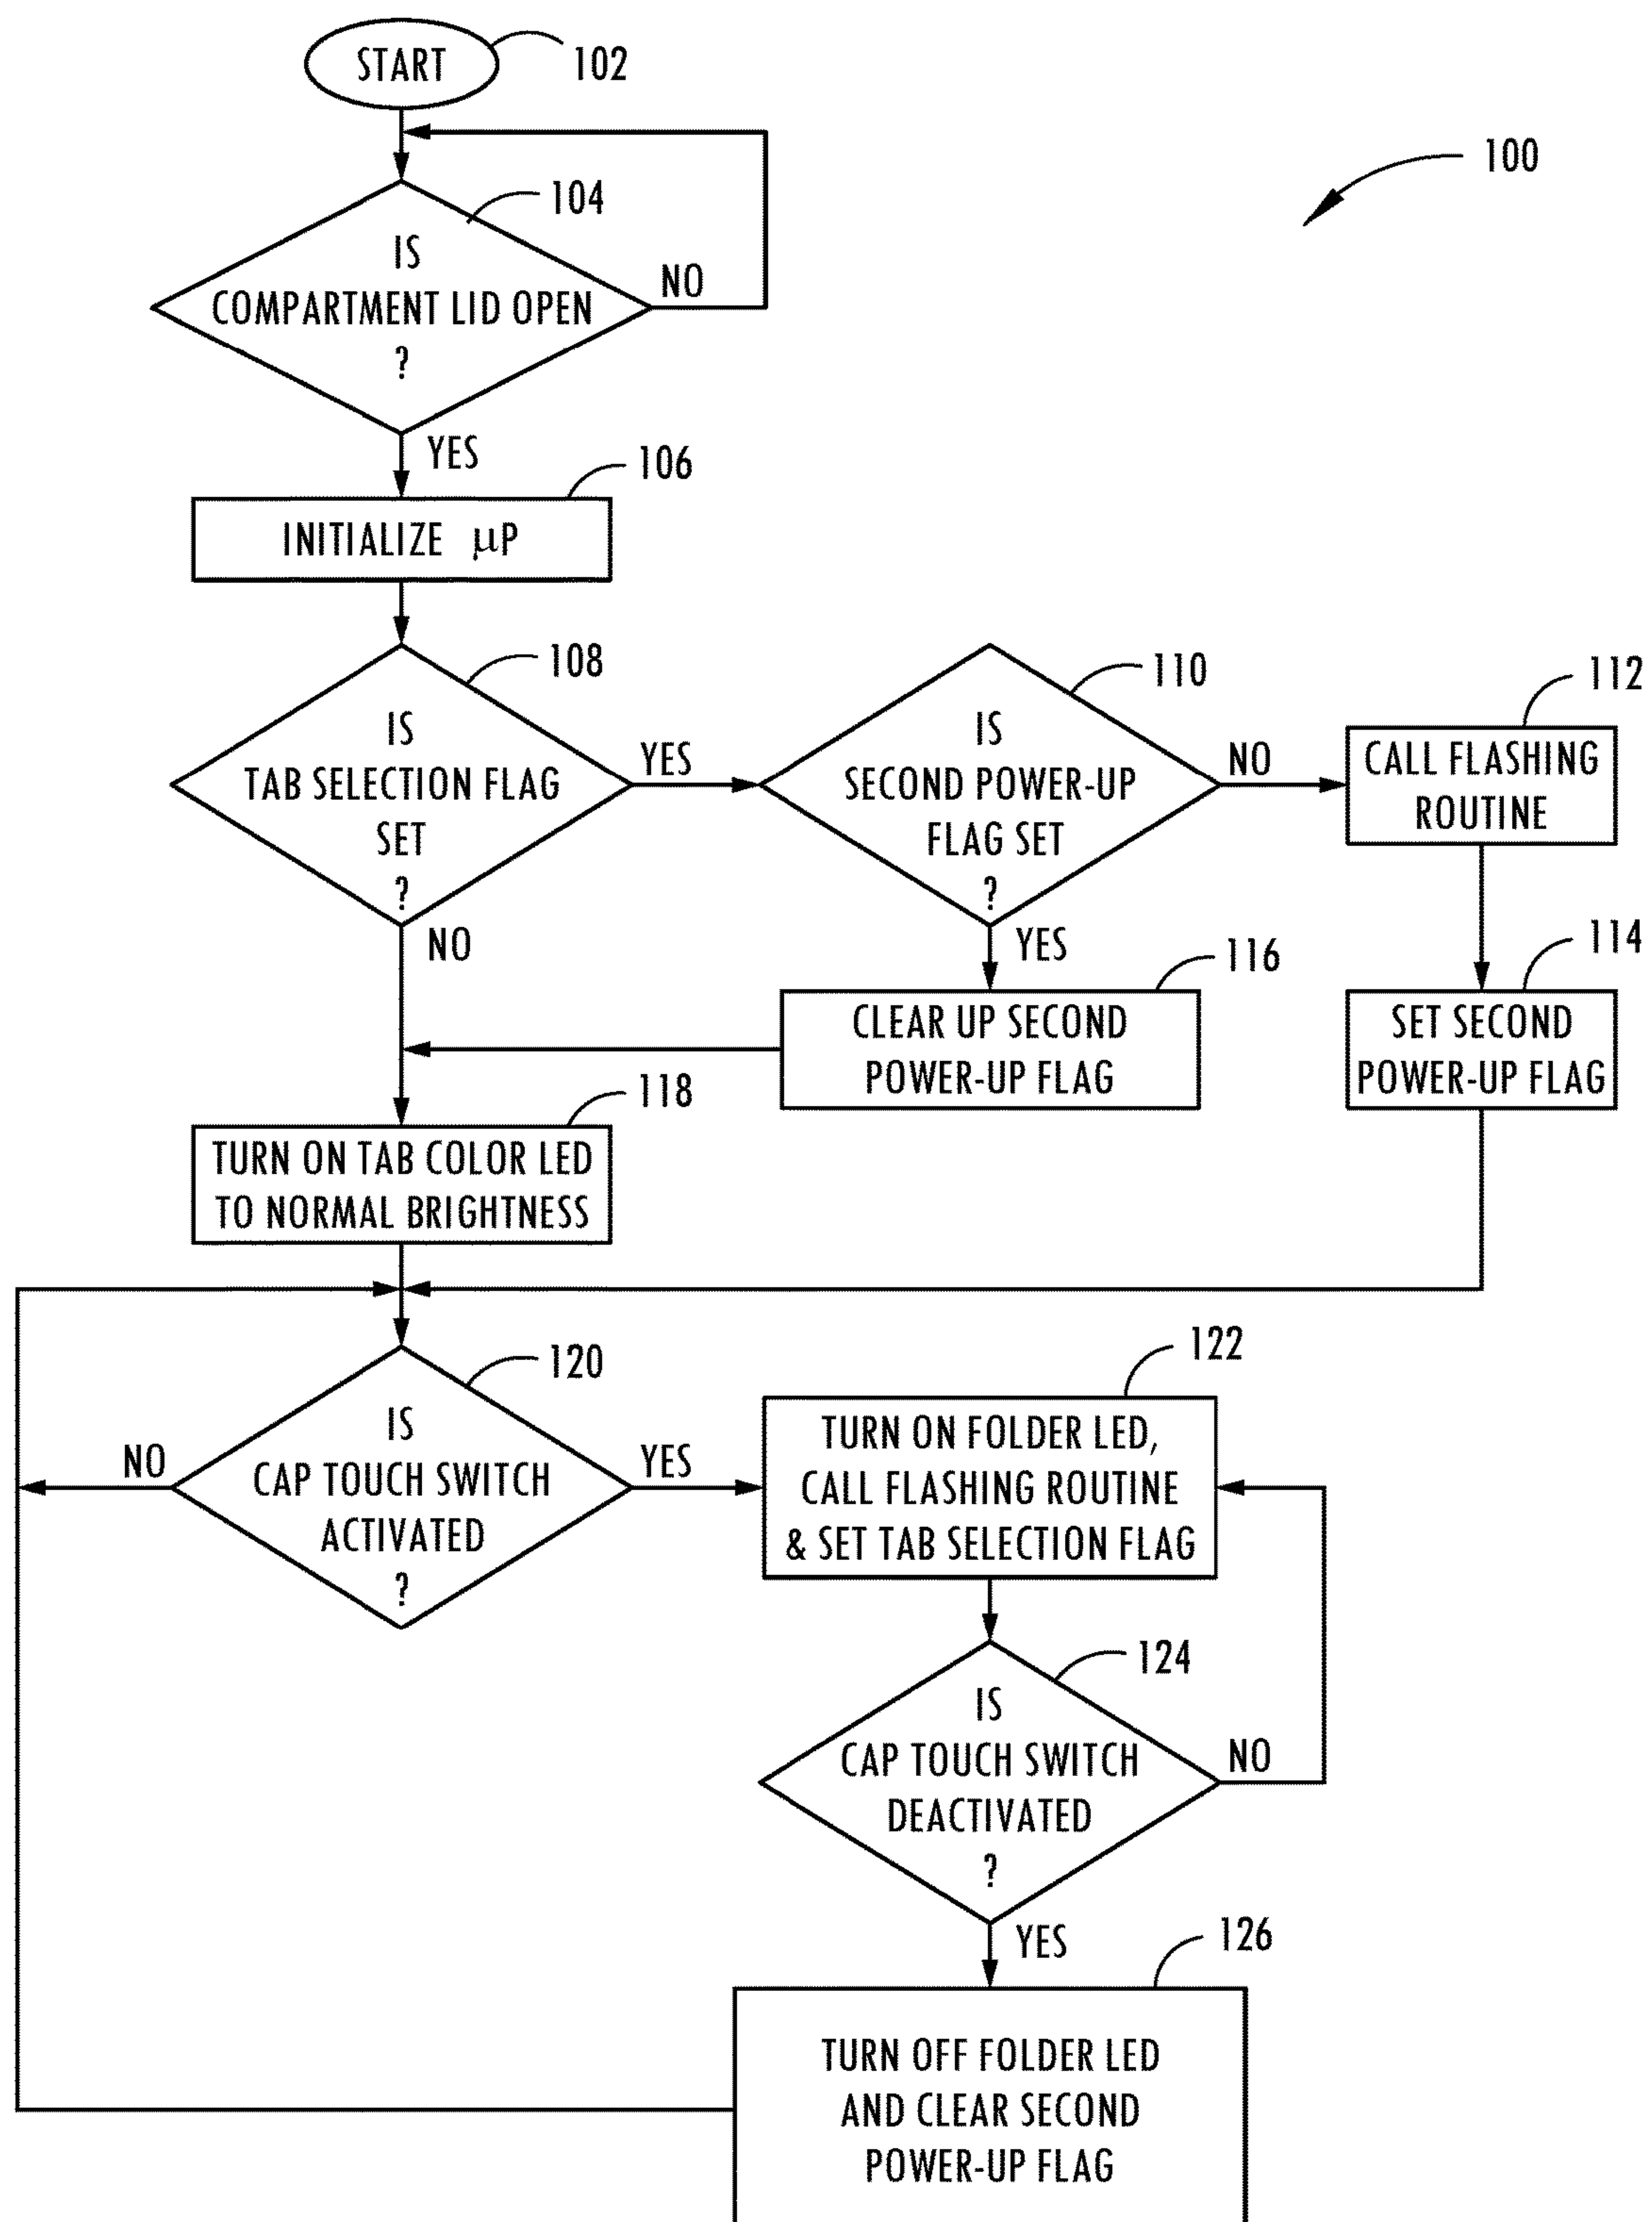 START
102
100
104
IS
COMPARTMENT LID OPEN
?
NO
YES
106
INITIALIZE μP
108
IS
TAB SELECTION FLAG
SET
?
YES
NO
110
IS
SECOND POWER-UP
FLAG SET
?
NO
YES
112
CALL FLASHING
ROUTINE
114
SET SECOND
POWER-UP FLAG
116
CLEAR UP SECOND
POWER-UP FLAG
118
TURN ON TAB COLOR LED
TO NORMAL BRIGHTNESS
120
IS
CAP TOUCH SWITCH
ACTIVATED
?
NO
YES
122
TURN ON FOLDER LED,
CALL FLASHING ROUTINE
& SET TAB SELECTION FLAG
124
IS
CAP TOUCH SWITCH
DEACTIVATED
?
NO
YES
126
TURN OFF FOLDER LED
AND CLEAR SECOND
POWER-UP FLAG